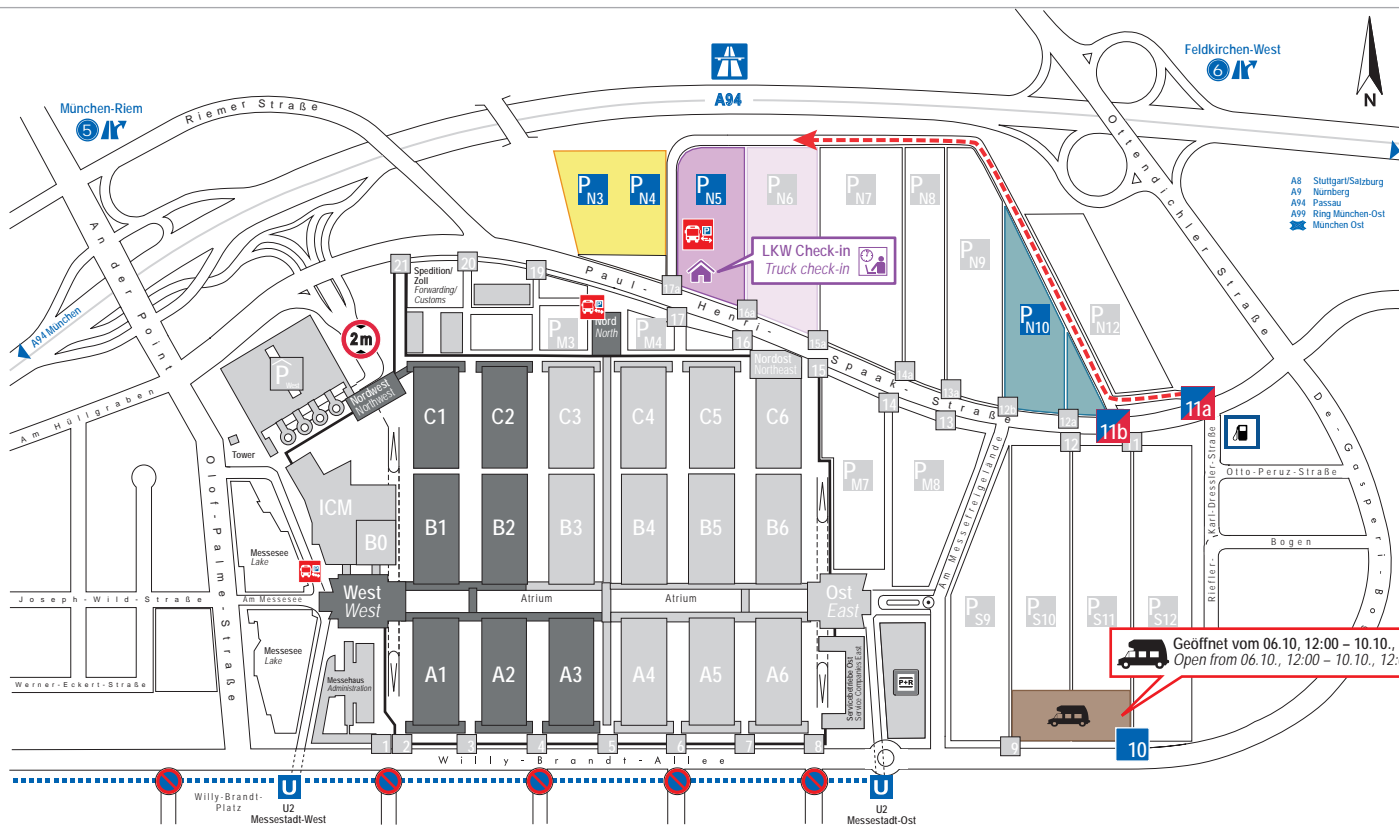 Feldkirchen-West
6
A94
N
München-Riem
5
Riemer Straße
Ottendichler Straße
A8 Stuttgart/Salzburg
A9 Nürnberg
A94 Passau
A99 Ring München-Ost
München Ost
P N3
P N4
P N5
P N6
P N7
P N8
P N9
P N10
P N12
LKW Check-in
Truck check-in
An der Point
A94 München
Am Hüllgraben
21
20
19
Spedition/
Zoll
Forwarding/
Customs
2m
P West
Nordwest
Northwest
Tower
P M3
Nord
North
P M4
17a
17
16a
16
15a
15
14a
14
13a
13
12b
12a
12
11b
11
11a
Paul-Henri-Spaak-Straße
Nordost
Northeast
C1
C2
C3
C4
C5
C6
P M7
P M8
Am Messefreigelände
De-Gasperi-Bo
Otto-Peruz-Straße
Karl-Dressler-Straße
Bogen
Riefler-
ICM
B0
B1
B2
B3
B4
B5
B6
Messesee
Lake
Olof-Palme-Straße
Joseph-Wild-Straße
Am Messesee
West
West
Atrium
Atrium
Ost
East
P S9
P S10
P S11
P S12
Geöffnet vom 06.10, 12:00 – 10.10.,
Open from 06.10., 12:00 – 10.10., 12:
Messesee
Lake
Werner-Eckert-Straße
Messehaus
Administration
A1
A2
A3
A4
A5
A6
Servicebetriebe Ost
Service Companies East
P+R
1
2
3
4
5
6
7
8
9
10
Willy-Brandt-Allee
Willy-Brandt-
Platz
U
U2
Messestadt-West
U
U2
Messestadt-Ost